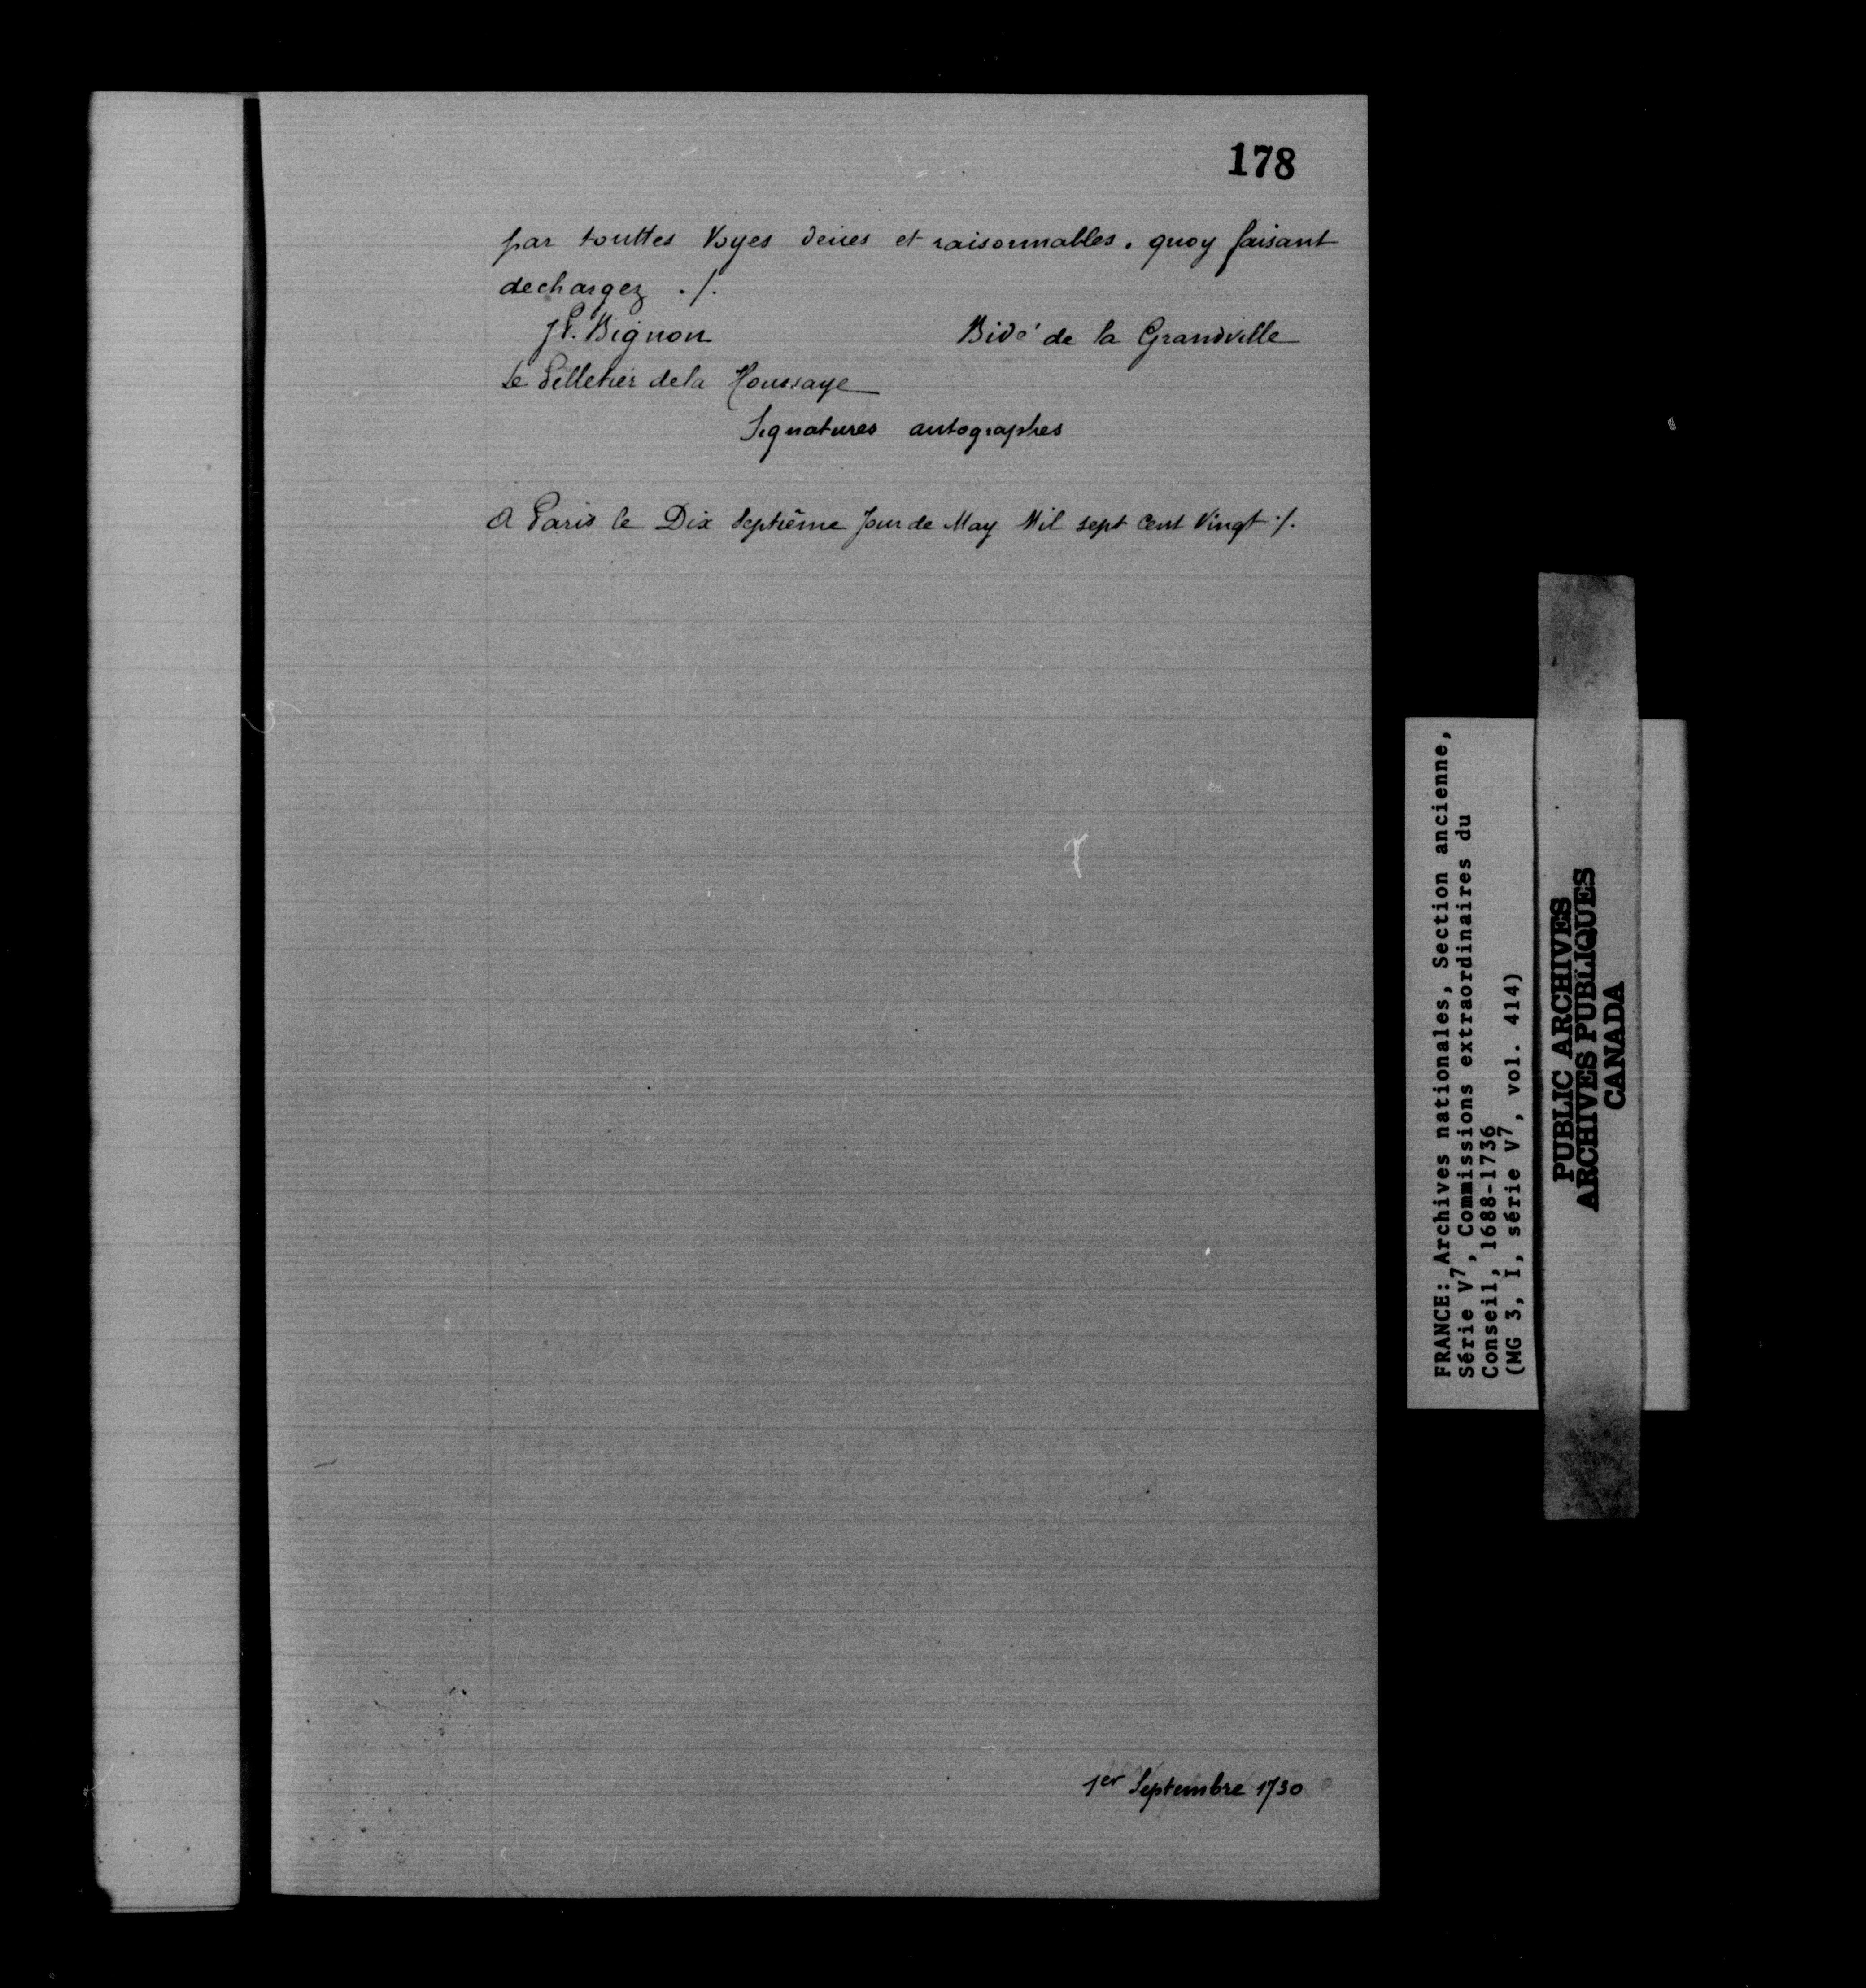 178
par touttes Voyes deües et raisonnables. quoy faisant
dechargez ./.
J P. Bignon Bidé de la Grandville
Le Pelletier dela Houssaye
Signatures autographes
A Paris le Dix Septième Jour de May Mil sept Cent Vingt ./.
1er Septembre 1730
FRANCE: Archives nationales, Section ancienne,
Série V7, Commissions extraordinaires du
Conseil, 1688-1736
(MG 3, I, série V7, vol. 414)
PUBLIC ARCHIVES
ARCHIVES PUBLIQUES
CANADA